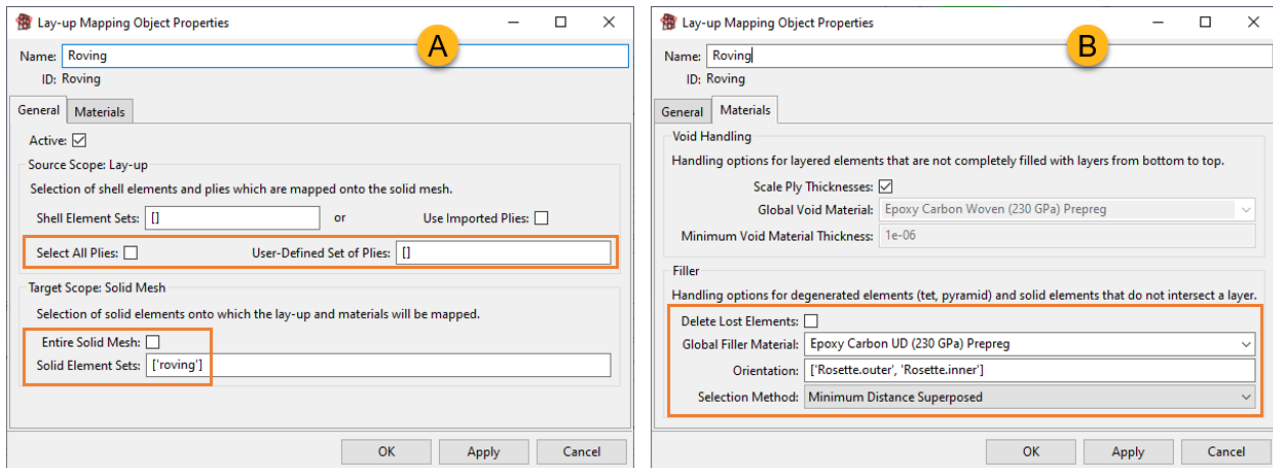 Lay-up Mapping Object Properties
A
Name: Roving
ID: Roving
General Materials
Active:
Source Scope: Lay-up
Selection of shell elements and plies which are mapped onto the solid mesh.
Shell Element Sets: [] or Use Imported Plies:
Select All Plies: User-Defined Set of Plies: []
Target Scope: Solid Mesh
Selection of solid elements onto which the lay-up and materials will be mapped.
Entire Solid Mesh:
Solid Element Sets: ['roving']
OK Apply Cancel
Lay-up Mapping Object Properties
B
Name: Roving
ID: Roving
General Materials
Void Handling
Handling options for layered elements that are not completely filled with layers from bottom to top.
Scale Ply Thicknesses:
Global Void Material: Epoxy Carbon Woven (230 GPa) Prepreg
Minimum Void Material Thickness: 1e-06
Filler
Handling options for degenerated elements (tet, pyramid) and solid elements that do not intersect a layer.
Delete Lost Elements:
Global Filler Material: Epoxy Carbon UD (230 GPa) Prepreg
Orientation: ['Rosette.outer', 'Rosette.inner']
Selection Method: Minimum Distance Superposed
OK Apply Cancel